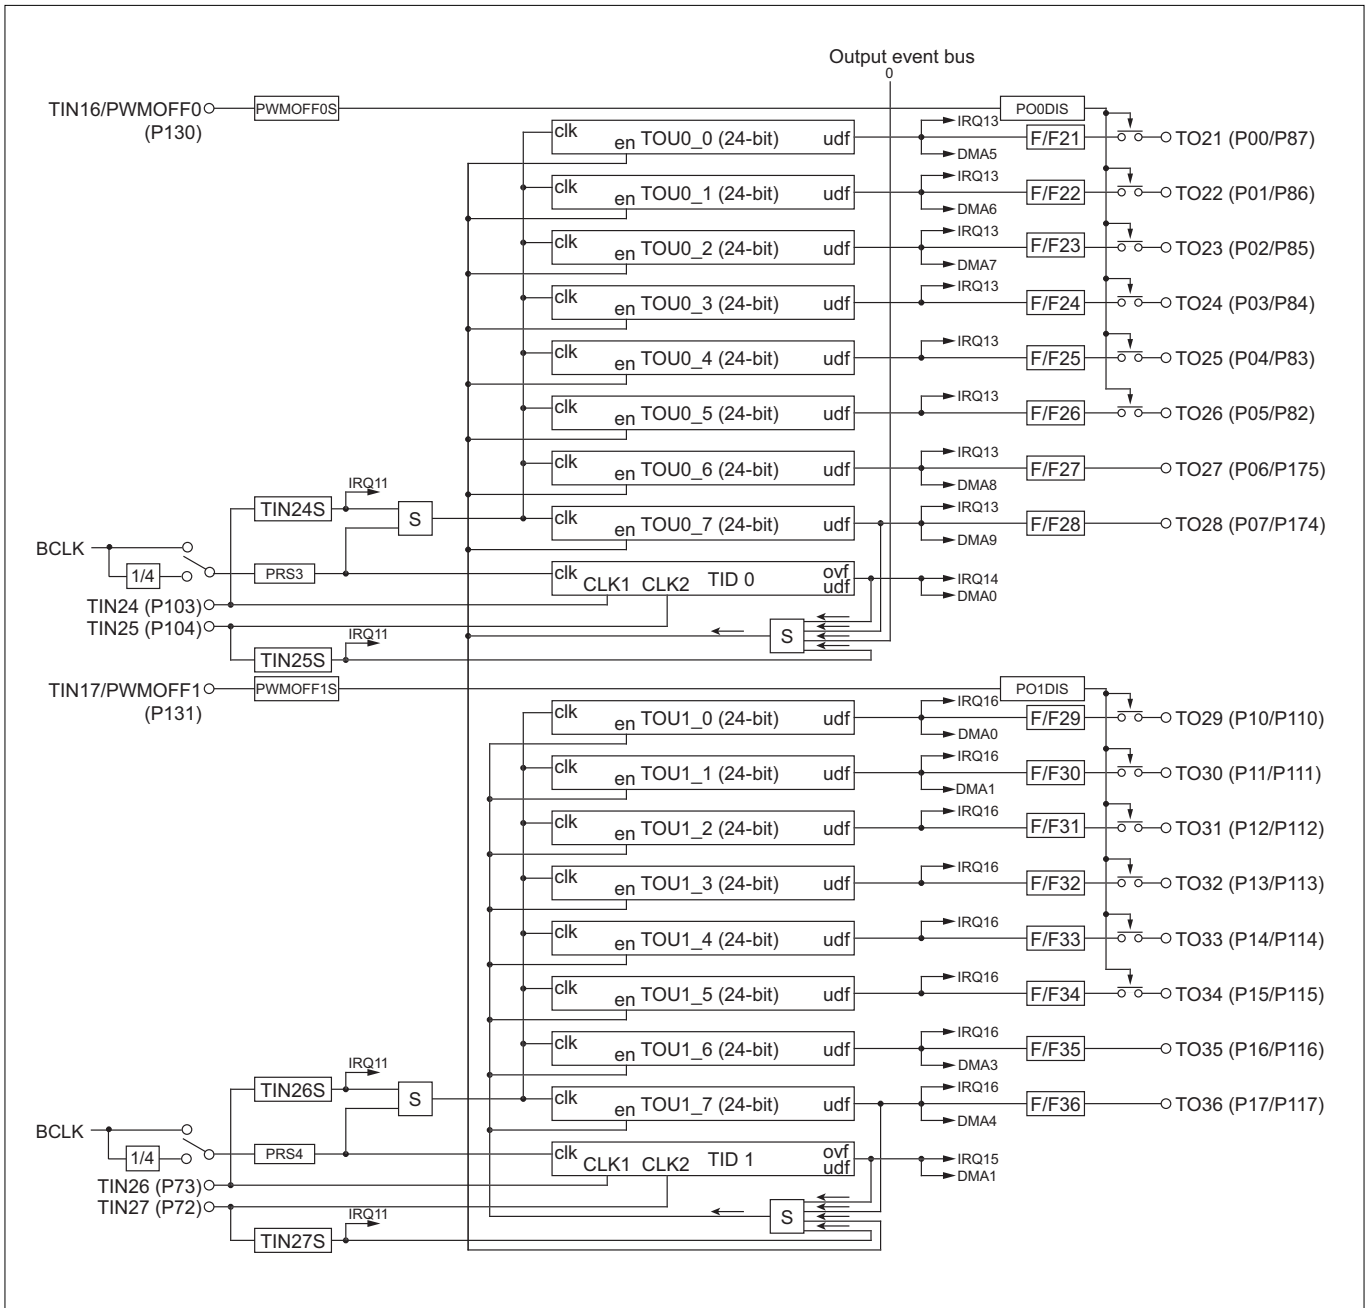 Output event bus
0
TIN16/PWMOFF0 PWMOFF0S PO0DIS
(P130)
clk en TOU0_0 (24-bit) udf IRQ13 DMA5 F/F21 TO21 (P00/P87)
clk en TOU0_1 (24-bit) udf IRQ13 DMA6 F/F22 TO22 (P01/P86)
clk en TOU0_2 (24-bit) udf IRQ13 DMA7 F/F23 TO23 (P02/P85)
clk en TOU0_3 (24-bit) udf IRQ13 F/F24 TO24 (P03/P84)
clk en TOU0_4 (24-bit) udf IRQ13 F/F25 TO25 (P04/P83)
clk en TOU0_5 (24-bit) udf IRQ13 F/F26 TO26 (P05/P82)
clk en TOU0_6 (24-bit) udf IRQ13 DMA8 F/F27 TO27 (P06/P175)
TIN24S IRQ11 S
clk en TOU0_7 (24-bit) udf IRQ13 DMA9 F/F28 TO28 (P07/P174)
BCLK
1/4 PRS3 clk CLK1 CLK2 TID 0 ovf udf IRQ14 DMA0
TIN24 (P103)
TIN25 (P104)
IRQ11 S
TIN25S
TIN17/PWMOFF1 PWMOFF1S PO1DIS
(P131)
clk en TOU1_0 (24-bit) udf IRQ16 DMA0 F/F29 TO29 (P10/P110)
clk en TOU1_1 (24-bit) udf IRQ16 DMA1 F/F30 TO30 (P11/P111)
clk en TOU1_2 (24-bit) udf IRQ16 F/F31 TO31 (P12/P112)
clk en TOU1_3 (24-bit) udf IRQ16 F/F32 TO32 (P13/P113)
clk en TOU1_4 (24-bit) udf IRQ16 F/F33 TO33 (P14/P114)
clk en TOU1_5 (24-bit) udf IRQ16 F/F34 TO34 (P15/P115)
clk en TOU1_6 (24-bit) udf IRQ16 DMA3 F/F35 TO35 (P16/P116)
TIN26S IRQ11 S
clk en TOU1_7 (24-bit) udf IRQ16 DMA4 F/F36 TO36 (P17/P117)
BCLK
1/4 PRS4 clk CLK1 CLK2 TID 1 ovf udf IRQ15 DMA1
TIN26 (P73)
TIN27 (P72)
IRQ11 S
TIN27S